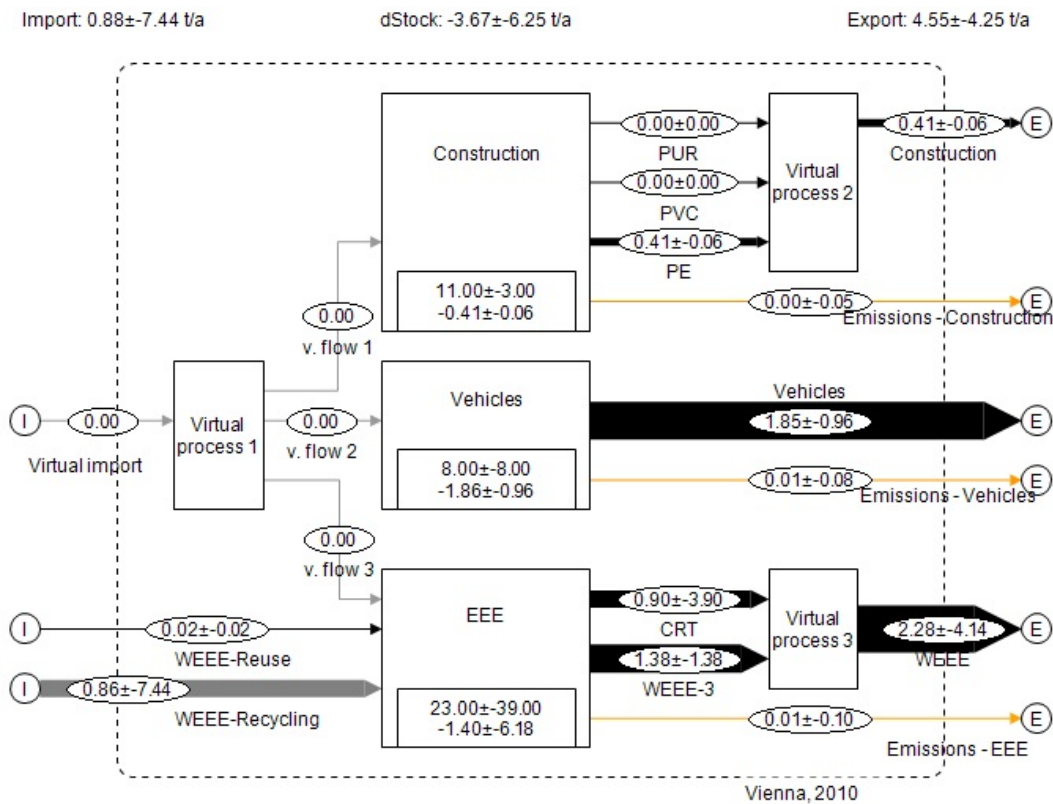 Import: 0.88±-7.44 t/a
dStock: -3.67±-6.25 t/a
Export: 4.55±-4.25 t/a
Construction
0.00±0.00
PUR
0.00±0.00
PVC
0.41±-0.06
PE
Virtual
process 2
0.41±-0.06
Construction
E
11.00±-3.00
-0.41±-0.06
0.00±-0.05
Emissions - Construction
E
0.00
v. flow 1
I
0.00
Virtual import
Virtual
process 1
0.00
v. flow 2
Vehicles
8.00±-8.00
-1.86±-0.96
Vehicles
1.85±-0.96
E
0.01±-0.08
Emissions - Vehicles
E
0.00
v. flow 3
I
0.02±-0.02
WEEE-Reuse
I
0.86±-7.44
WEEE-Recycling
EEE
23.00±-39.00
-1.40±-6.18
0.90±-3.90
CRT
1.38±-1.38
WEEE-3
Virtual
process 3
2.28±-4.14
WEEE
E
0.01±-0.10
Emissions - EEE
E
Vienna, 2010